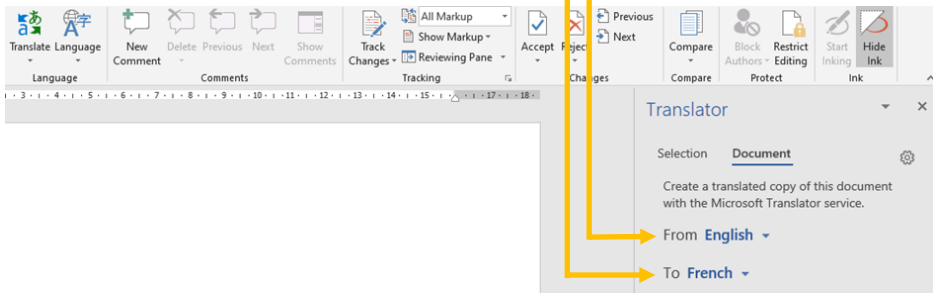 All Markup
Show Markup
Reviewing Pane
Previous
Next
Translate Language
New Comment
Delete Previous Next
Show Comments
Track Changes
Accept Reject
Compare
Block Authors
Restrict Editing
Start Inking
Hide Ink
Language
Comments
Tracking
Changes
Compare
Protect
Ink
· 3 · 4 · 5 · 6 · 7 · 8 · 9 · 10 · 11 · 12 · 13 · 14 · 15 · 17 · 18 ·
Translator
Selection Document
Create a translated copy of this document
with the Microsoft Translator service.
From English
To French